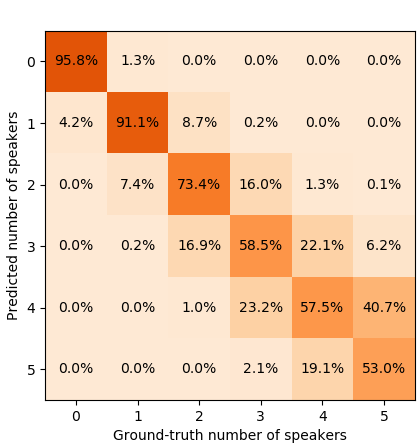 0 95.8% 1.3% 0.0% 0.0% 0.0% 0.0%
1 4.2% 91.1% 8.7% 0.2% 0.0% 0.0%
2 0.0% 7.4% 73.4% 16.0% 1.3% 0.1%
3 0.0% 0.2% 16.9% 58.5% 22.1% 6.2%
4 0.0% 0.0% 1.0% 23.2% 57.5% 40.7%
5 0.0% 0.0% 0.0% 2.1% 19.1% 53.0%
0 1 2 3 4 5
Predicted number of speakers
Ground-truth number of speakers